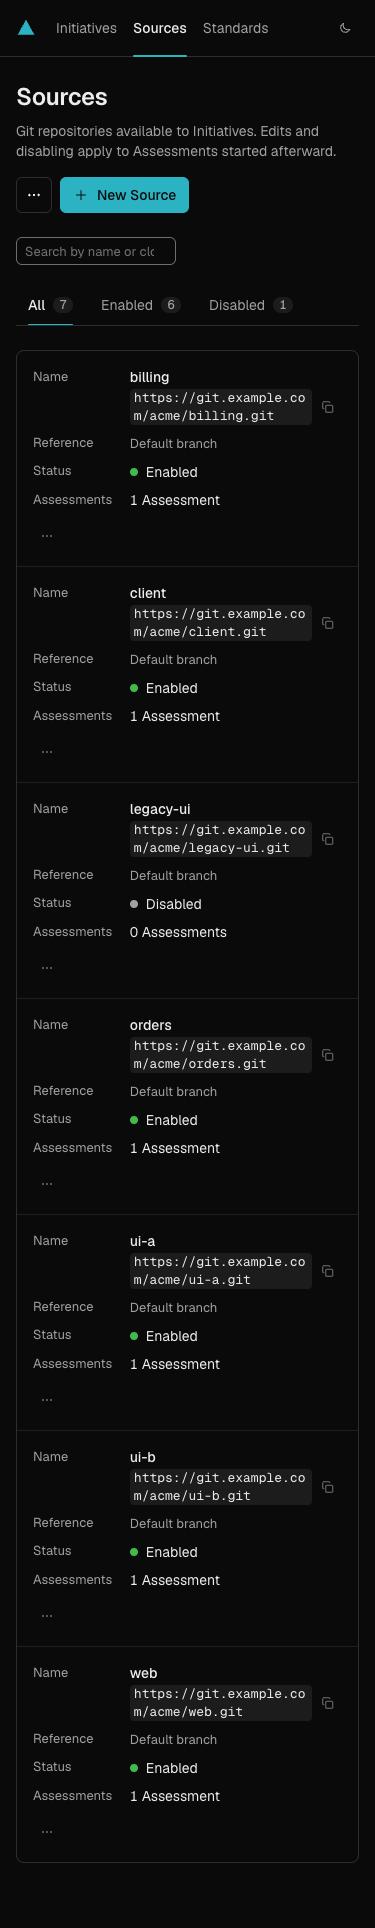 Initiatives Sources Standards
Sources
Git repositories available to Initiatives. Edits and
disabling apply to Assessments started afterward.
... + New Source
Search by name or clo
All 7 Enabled 6 Disabled 1
Name billing
https://git.example.co
m/acme/billing.git
Reference Default branch
Status Enabled
Assessments 1 Assessment
...
Name client
https://git.example.co
m/acme/client.git
Reference Default branch
Status Enabled
Assessments 1 Assessment
...
Name legacy-ui
https://git.example.co
m/acme/legacy-ui.git
Reference Default branch
Status Disabled
Assessments 0 Assessments
...
Name orders
https://git.example.co
m/acme/orders.git
Reference Default branch
Status Enabled
Assessments 1 Assessment
...
Name ui-a
https://git.example.co
m/acme/ui-a.git
Reference Default branch
Status Enabled
Assessments 1 Assessment
...
Name ui-b
https://git.example.co
m/acme/ui-b.git
Reference Default branch
Status Enabled
Assessments 1 Assessment
...
Name web
https://git.example.co
m/acme/web.git
Reference Default branch
Status Enabled
Assessments 1 Assessment
...